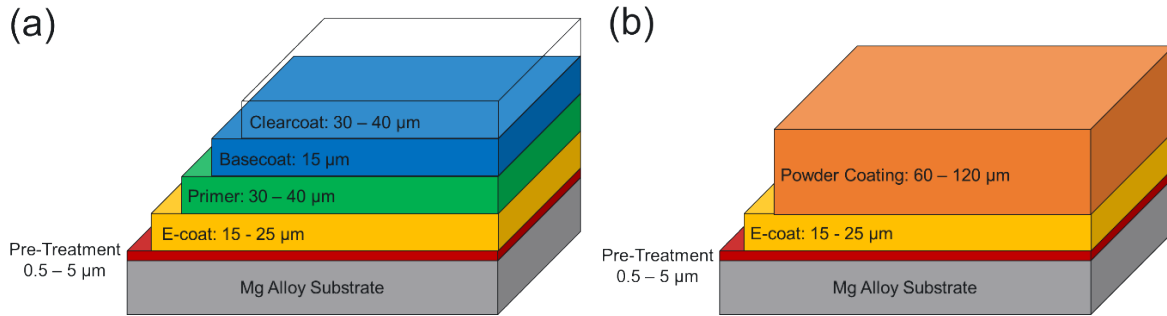 (a)
Clearcoat: 30 – 40 µm
Basecoat: 15 µm
Primer: 30 – 40 µm
E-coat: 15 - 25 µm
Pre-Treatment
0.5 – 5 µm
Mg Alloy Substrate
(b)
Powder Coating: 60 – 120 µm
E-coat: 15 - 25 µm
Pre-Treatment
0.5 – 5 µm
Mg Alloy Substrate